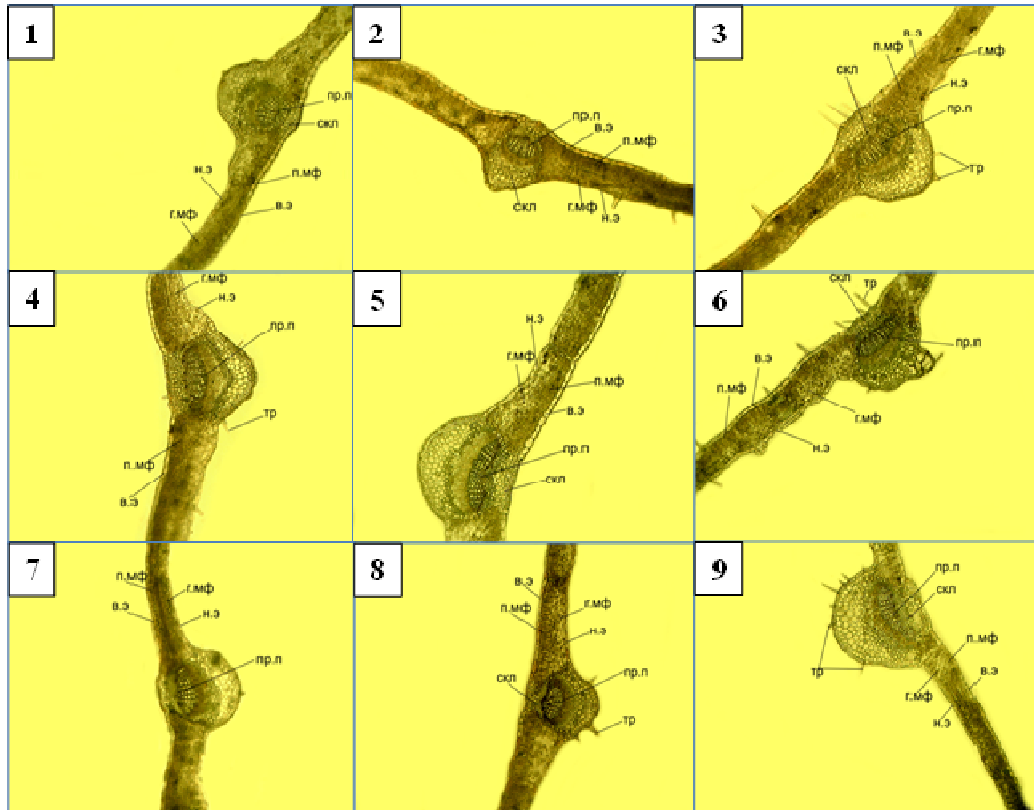 1
пр.п
скл
п.мф
н.э
в.э
г.мф
2
пр.п
в.э
п.мф
скл
г.мф
н.э
3
в.э
п.мф
г.мф
скл
н.э
пр.п
тр
4
г.мф
н.э
пр.п
тр
п.мф
в.э
5
н.э
г.мф
п.мф
в.э
пр.п
скл
6
скл
тр
пр.п
в.э
п.мф
г.мф
н.э
7
п.мф
г.мф
в.э
н.э
пр.п
8
в.э
г.мф
п.мф
н.э
скл
пр.п
тр
9
пр.п
скл
п.мф
в.э
тр
г.мф
н.э